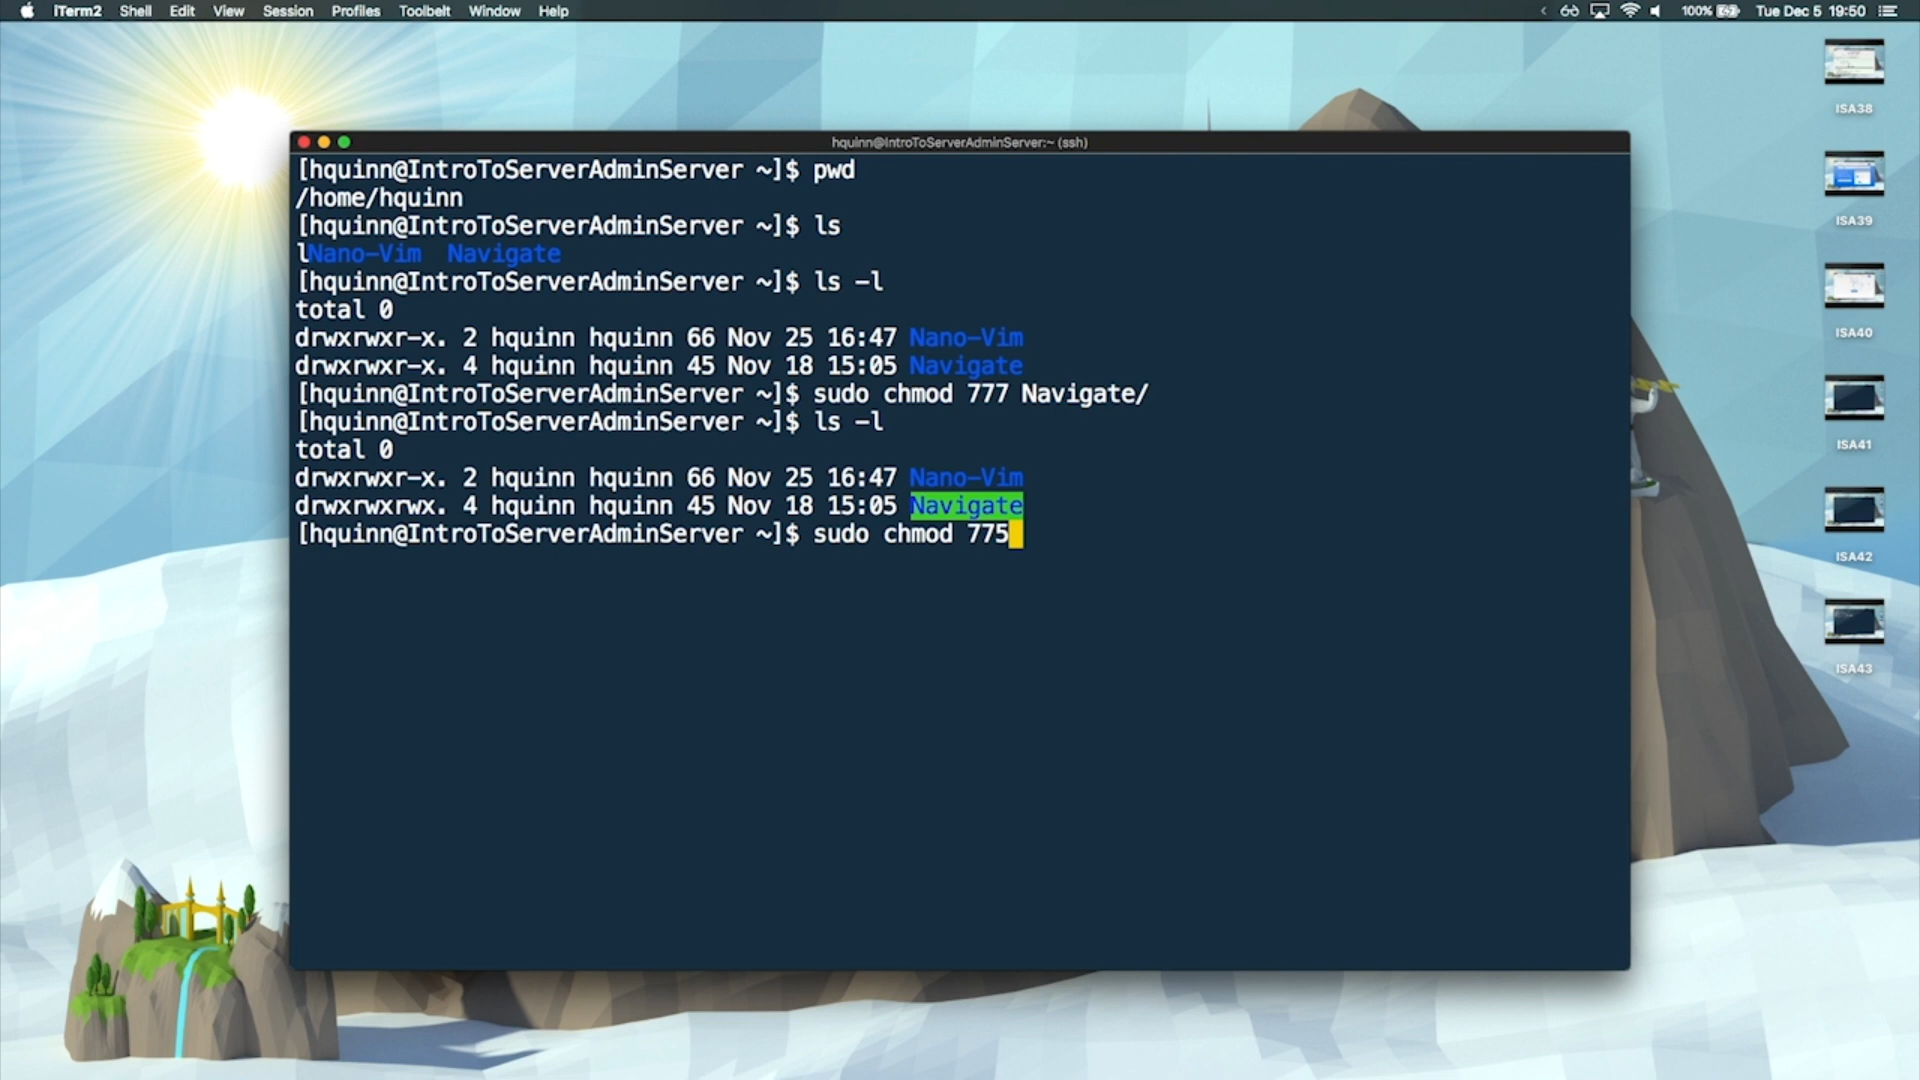 iTerm2 Shell Edit View Session Profiles Toolbelt Window Help 100% Tue Dec 5 19:50
hquinn@IntroToServerAdminServer:~ (ssh)
[hquinn@IntroToServerAdminServer ~]$ pwd
/home/hquinn
[hquinn@IntroToServerAdminServer ~]$ ls
lNano-Vim Navigate
[hquinn@IntroToServerAdminServer ~]$ ls -l
total 0
drwxrwxr-x. 2 hquinn hquinn 66 Nov 25 16:47 Nano-Vim
drwxrwxr-x. 4 hquinn hquinn 45 Nov 18 15:05 Navigate
[hquinn@IntroToServerAdminServer ~]$ sudo chmod 777 Navigate/
[hquinn@IntroToServerAdminServer ~]$ ls -l
total 0
drwxrwxr-x. 2 hquinn hquinn 66 Nov 25 16:47 Nano-Vim
drwxrwxrwx. 4 hquinn hquinn 45 Nov 18 15:05 Navigate
[hquinn@IntroToServerAdminServer ~]$ sudo chmod 775
ISA38
ISA39
ISA40
ISA41
ISA42
ISA43